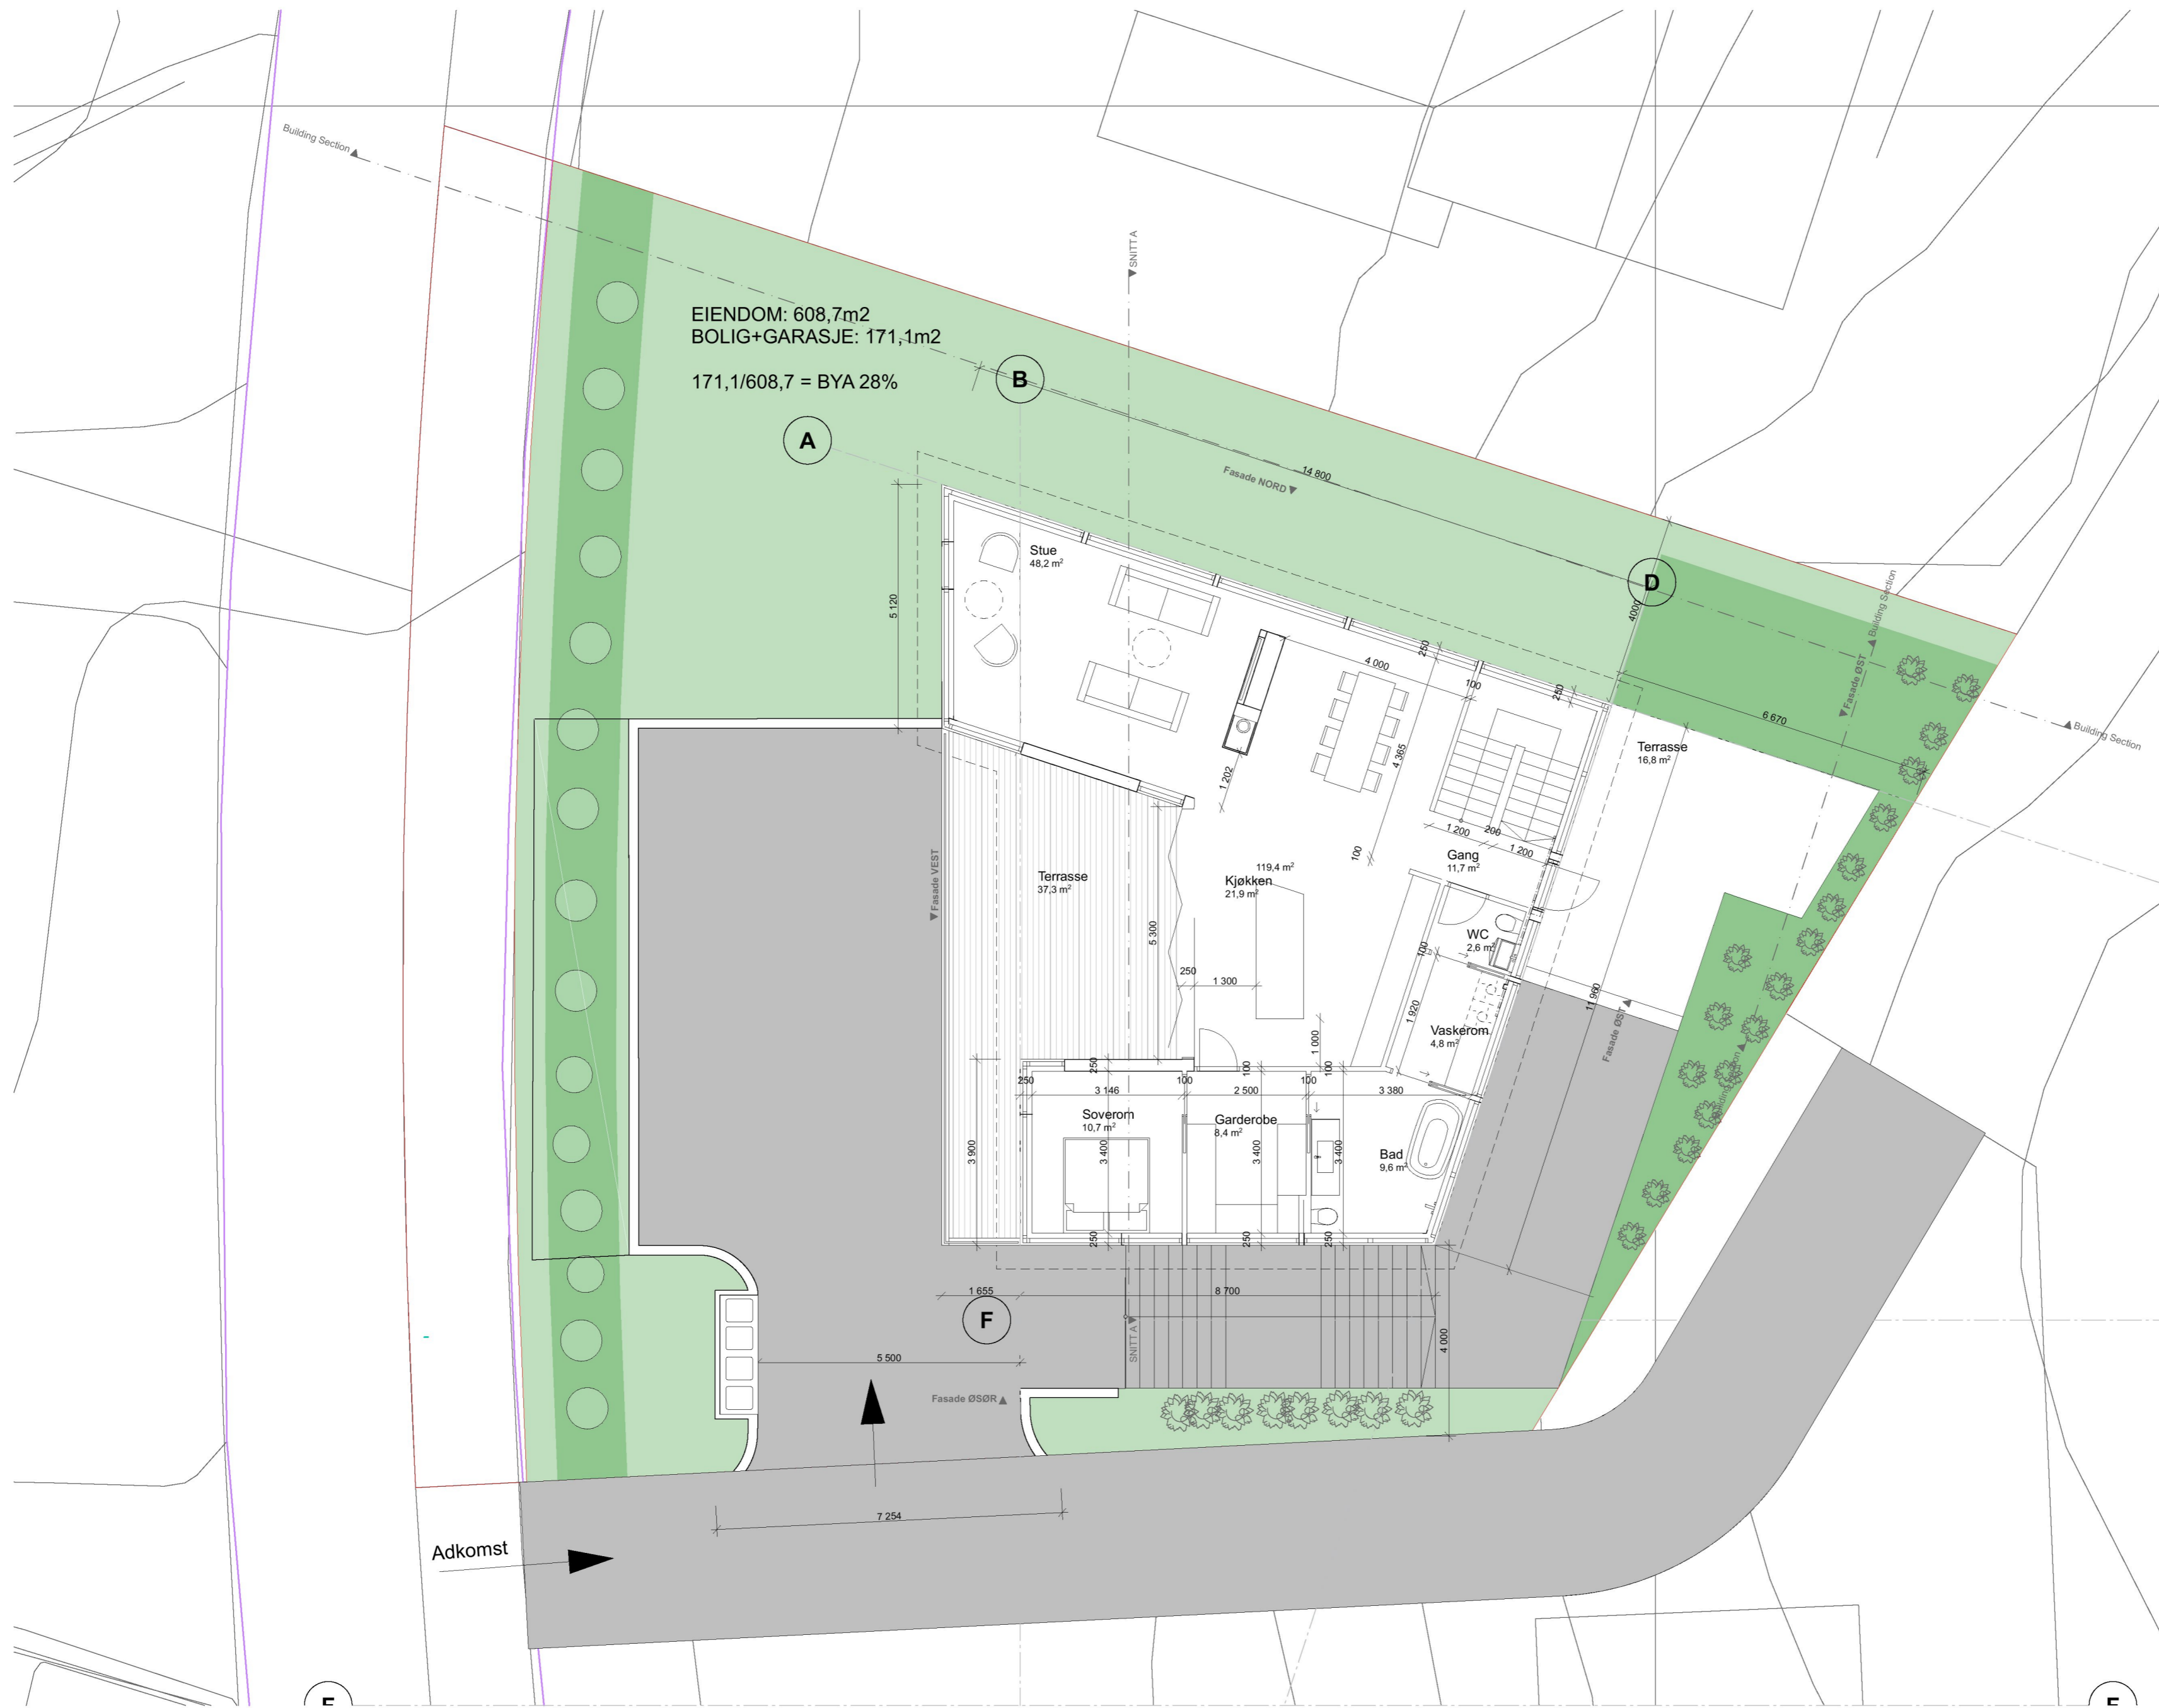 Building Section
SNITT A
EIENDOM: 608,7m2
BOLIG+GARASJE: 171,1m2
171,1/608,7 = BYA 28%
B
A
14 800
Fasade NORD
D
4000
Building Section
Fasade ØST
Building Section
6 670
Stue
48,2 m²
5 120
4 000
250
100
250
Terrasse
16,8 m²
4 365
1 202
1 200
200
1 200
100
Gang
11,7 m²
119,4 m²
Kjøkken
21,9 m²
Terrasse
37,3 m²
Fasade VEST
5 300
WC
2,6 m²
100
250
1 300
11 960
1 920
Fasade ØST
Vaskerom
4,8 m²
1 000
250
250
100
100
100
100
3 146
2 500
3 380
Soverom
10,7 m²
Garderobe
8,4 m²
Bad
9,6 m²
3 900
3 400
3 400
3 400
Building Section
250
250
250
1 655
8 700
F
SNITT A
4 000
5 500
Fasade ØSØR
7 254
Adkomst